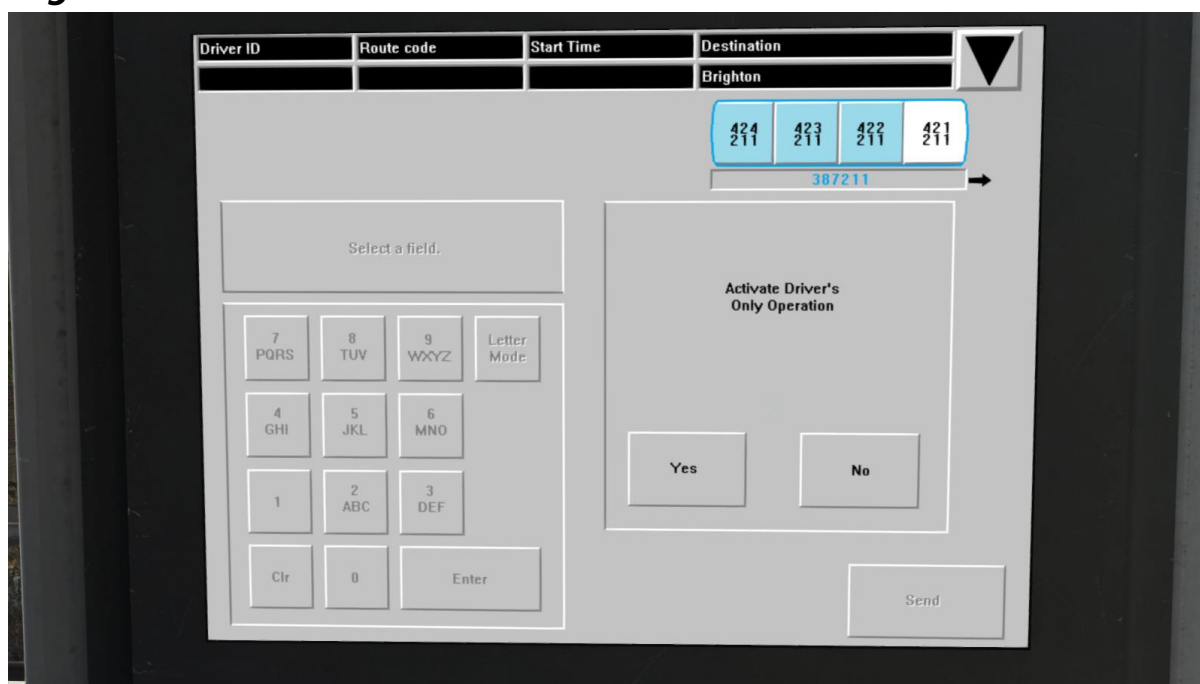 Driver ID Route code Start Time Destination
Brighton
424 423 422 421
211 211 211 211
387211
Select a field.
Activate Driver's
Only Operation
7 8 9 Letter
PQRS TUV WXYZ Mode
4 5 6
GHI JKL MNO
Yes No
1 2 3
ABC DEF
Clr 0 Enter
Send